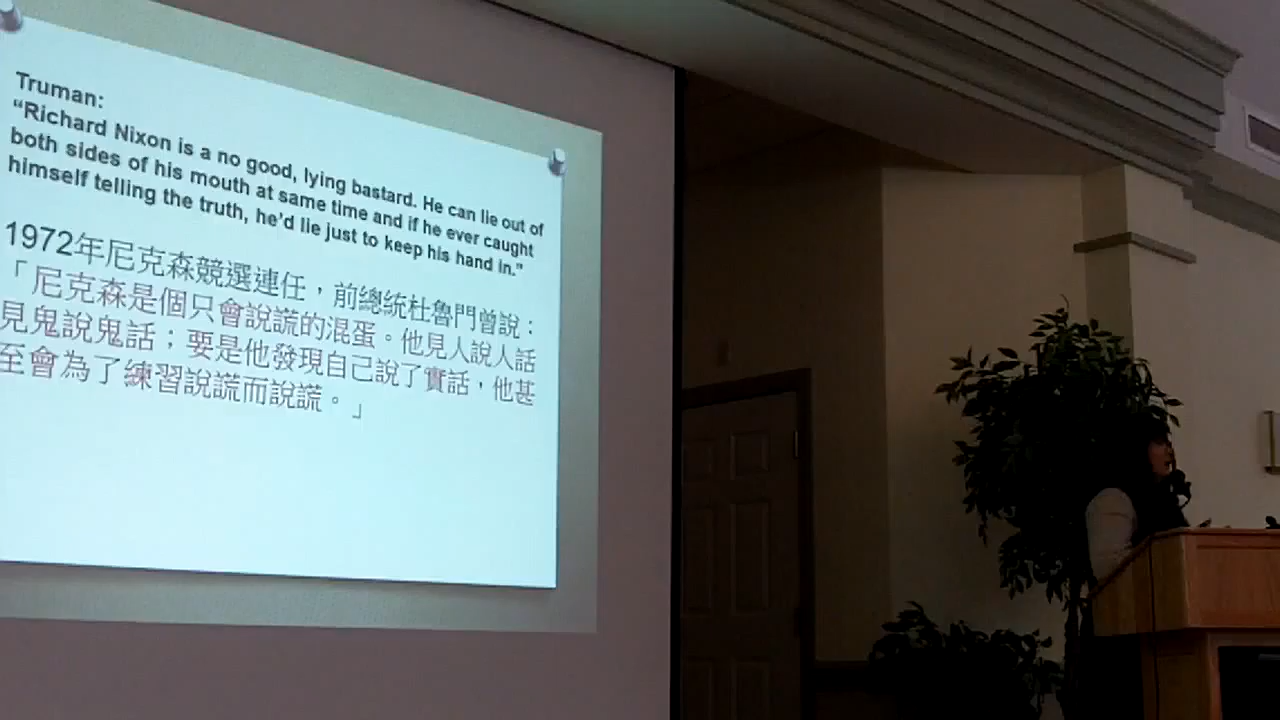 Truman:
“Richard Nixon is a no good, lying bastard. He can lie out of
both sides of his mouth at same time and if he ever caught
himself telling the truth, he’d lie just to keep his hand in.”
1972年尼克森競選連任，前總統杜魯門曾說：
「尼克森是個只會說謊的混蛋。他見人說人話
見鬼說鬼話；要是他發現自己說了實話，他甚
至會為了練習說謊而說謊。」